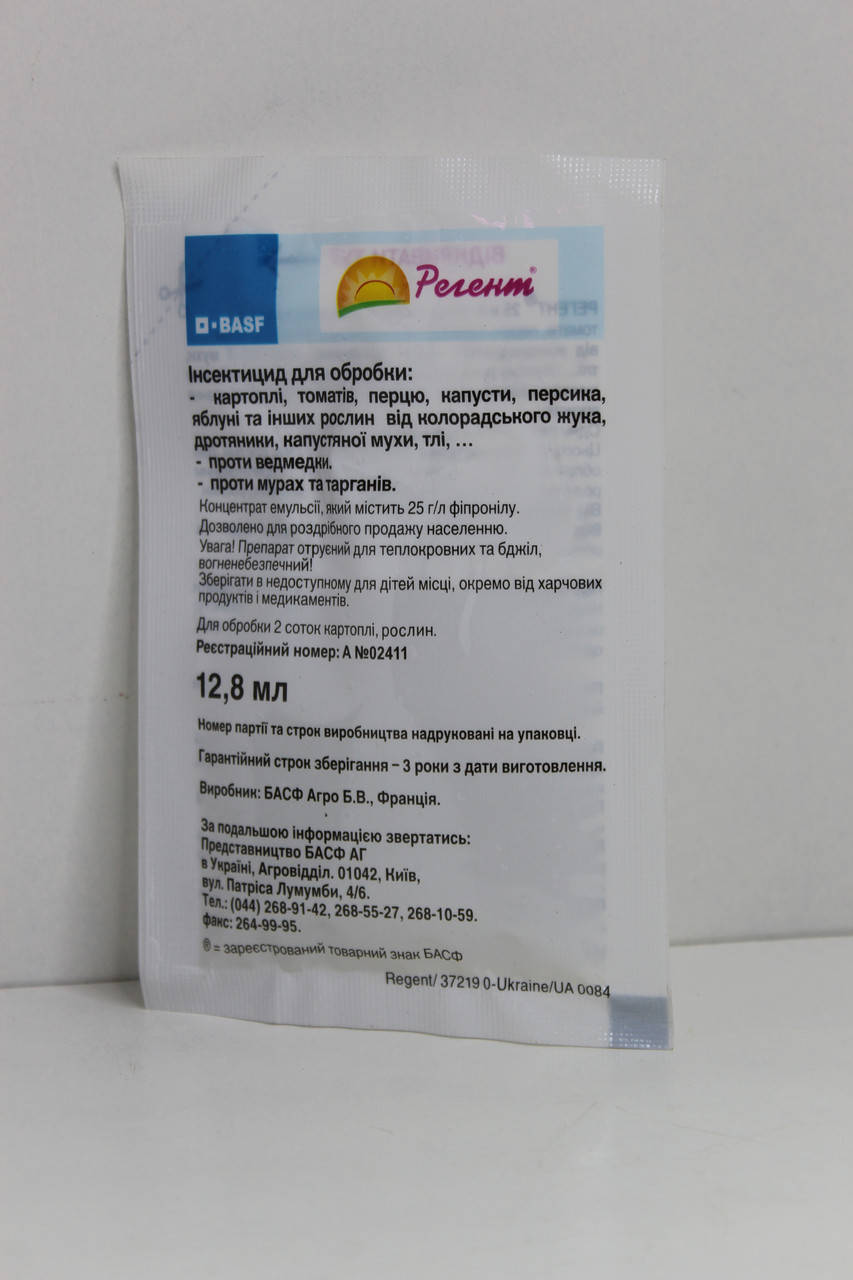 BASF
Регент®
Інсектицид для обробки:
- картоплі, томатів, перцю, капусти, персика,
яблуні та інших рослин від колорадського жука,
дротяники, капустяної мухи, тлі, ...
- проти ведмедки.
- проти мурах та тарганів.
Концентрат емульсії, який містить 25 г/л фіпронілу.
Дозволено для роздрібного продажу населенню.
Увага! Препарат отруєний для теплокровних та бджіл,
вогненебезпечний!
Зберігати в недоступному для дітей місці, окремо від харчових
продуктів і медикаментів.
Для обробки 2 соток картоплі, рослин.
Реєстраційний номер: А №02411
12,8 мл
Номер партії та строк виробництва надруковані на упаковці.
Гарантійний строк зберігання – 3 роки з дати виготовлення.
Виробник: БАСФ Агро Б.В., Франція.
За подальшою інформацією звертатись:
Представництво БАСФ АГ
в Україні, Агровідділ. 01042, Київ,
вул. Патріса Лумумби, 4/6.
Тел.: (044) 268-91-42, 268-55-27, 268-10-59.
Факс: 264-99-95.
® = зареєстрований товарний знак БАСФ
Regent/ 37219 0-Ukraine/UA 0084